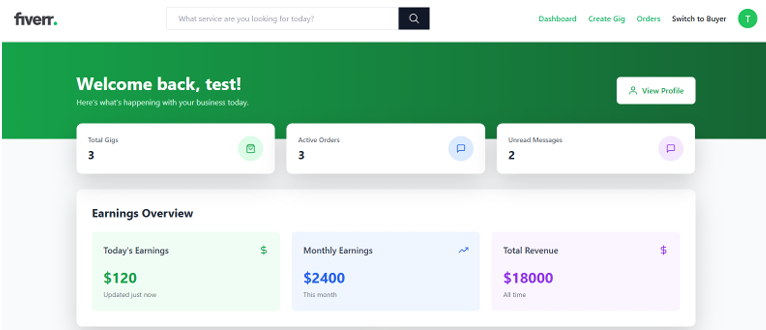 fiverr.
What service are you looking for today?
Dashboard Create Gig Orders Switch to Buyer T
Welcome back, test!
Here's what's happening with your business today.
View Profile
Total Gigs
3
Active Orders
3
Unread Messages
2
Earnings Overview
Today's Earnings $
$120
Updated just now
Monthly Earnings
$2400
This month
Total Revenue $
$18000
All time